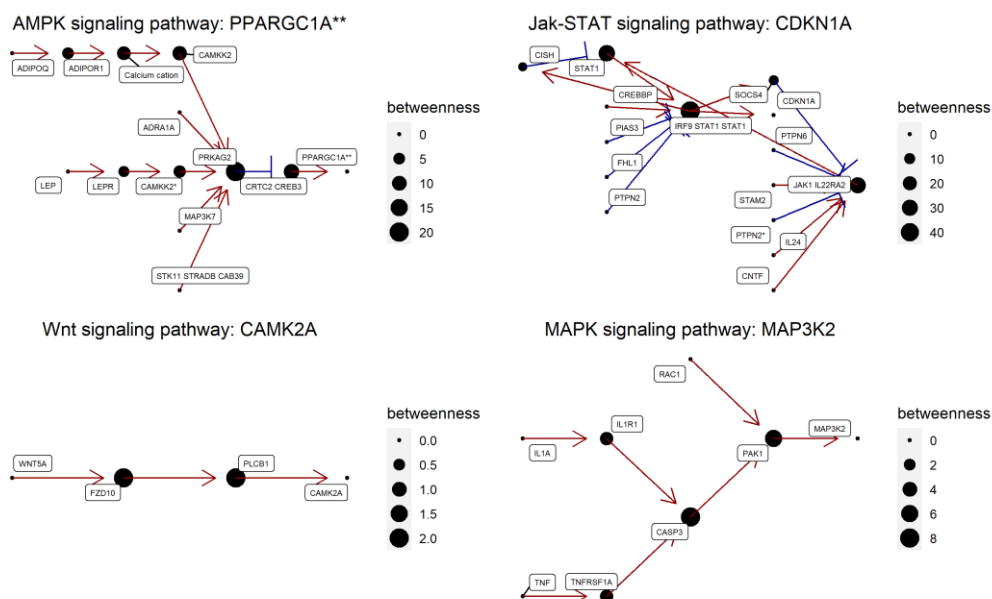 AMPK signaling pathway: PPARGC1A**
ADIPOQ
ADIPOR1
Calcium cation
CAMKK2
ADRA1A
PRKAG2
PPARGC1A**
LEP
LEPR
CAMKK2*
CRTC2 CREB3
MAP3K7
STK11 STRADB CAB39
betweenness
0
5
10
15
20
Jak-STAT signaling pathway: CDKN1A
CISH
STAT1
CREBBP
SOCS4
CDKN1A
PIAS3
IRF9 STAT1 STAT1
PTPN6
FHL1
JAK1 IL22RA2
PTPN2
STAM2
PTPN2*
IL24
CNTF
betweenness
0
10
20
30
40
Wnt signaling pathway: CAMK2A
WNT5A
FZD10
PLCB1
CAMK2A
betweenness
0.0
0.5
1.0
1.5
2.0
MAPK signaling pathway: MAP3K2
RAC1
IL1R1
MAP3K2
IL1A
PAK1
CASP3
TNF
TNFRSF1A
betweenness
0
2
4
6
8